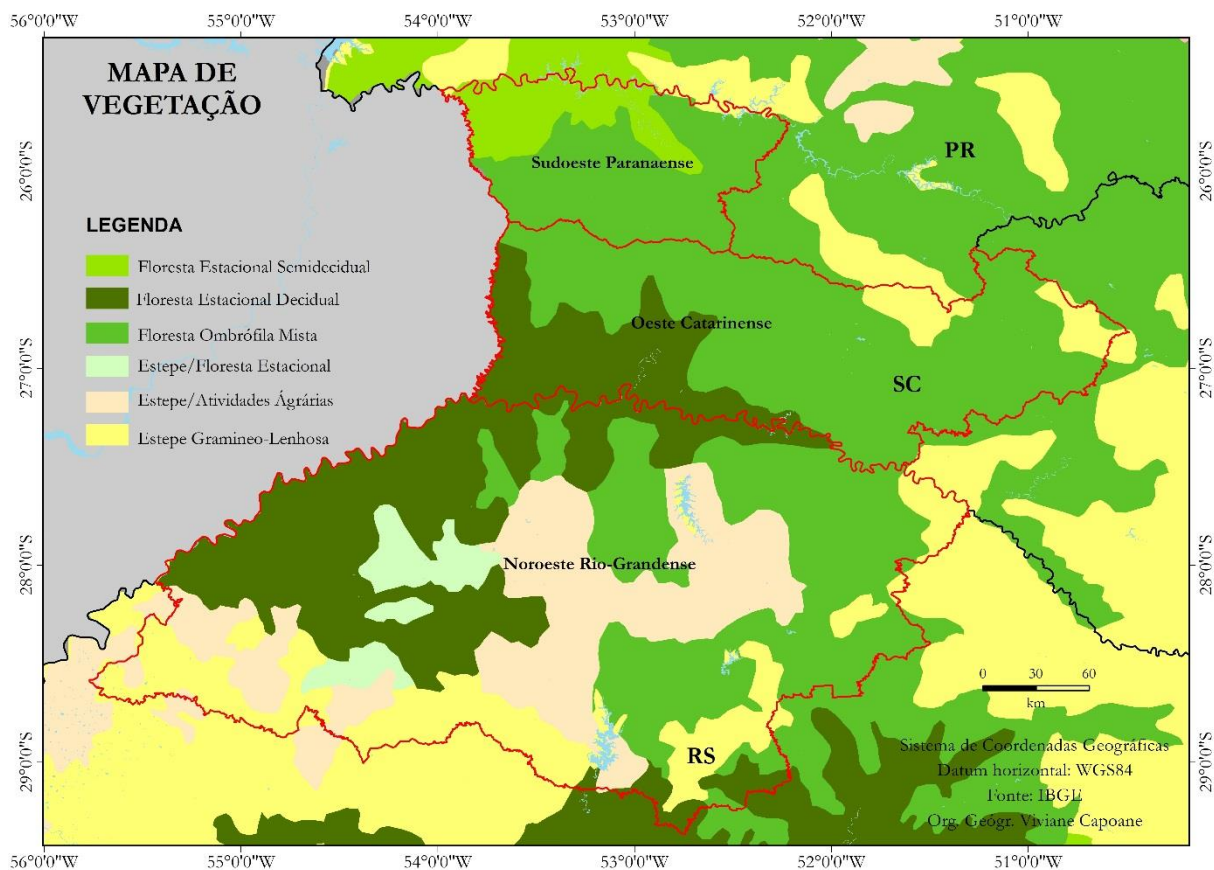 56°0'0"W 55°0'0"W 54°0'0"W 53°0'0"W 52°0'0"W 51°0'0"W
MAPA DE
VEGETAÇÃO
LEGENDA
Floresta Estacional Semidecidual
Floresta Estacional Decidual
Floresta Ombrófila Mista
Estepe/Floresta Estacional
Estepe/Atividades Ágrárias
Estepe Gramineo-Lenhosa
PR
Sudoeste Paranaense
Oeste Catarinense
SC
Noroeste Rio-Grandense
RS
0 30 60
km
Sistema de Coordenadas Geográficas
Datum horizontal: WGS84
Fonte: IBGE
Org. Geógr. Viviane Capoane
26°0'0"S
27°0'0"S
28°0'0"S
29°0'0"S
26°0'0"S
27°0'0"S
28°0'0"S
29°0'0"S
56°0'0"W 55°0'0"W 54°0'0"W 53°0'0"W 52°0'0"W 51°0'0"W